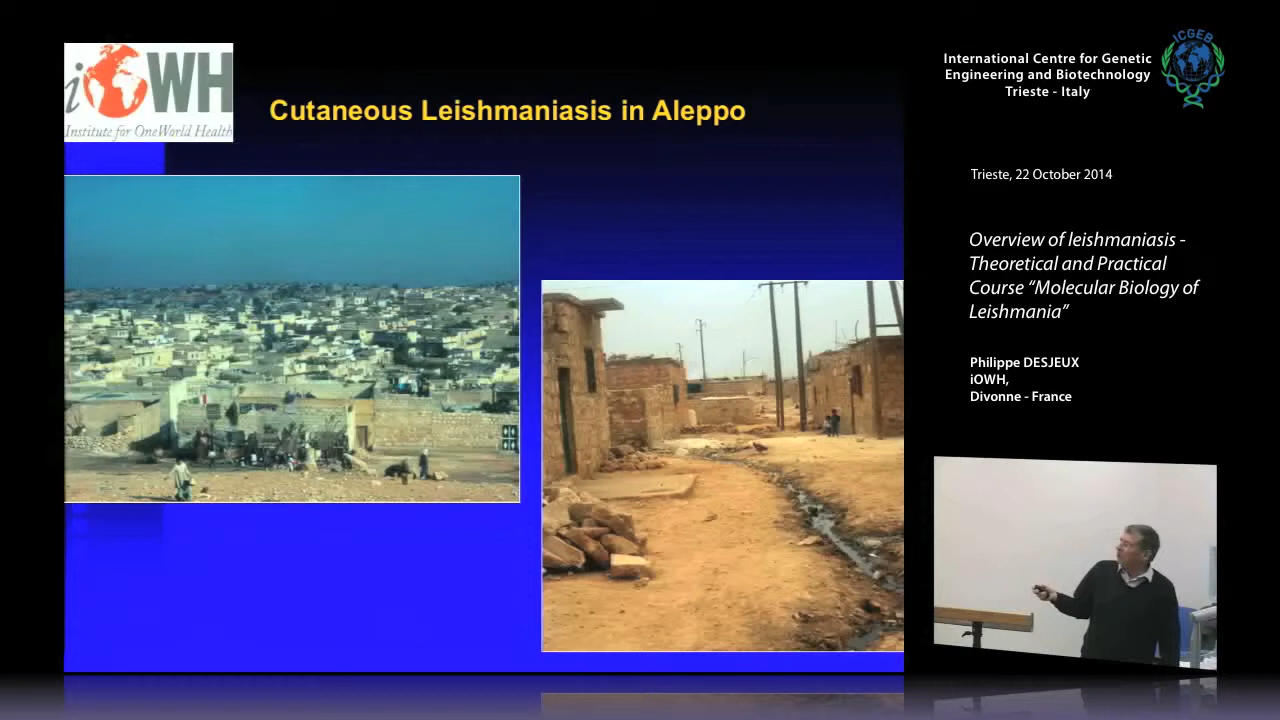 iOWH
Institute for OneWorld Health
Cutaneous Leishmaniasis in Aleppo
International Centre for Genetic
Engineering and Biotechnology
Trieste - Italy
ICGEB
Trieste, 22 October 2014
Overview of leishmaniasis -
Theoretical and Practical
Course “Molecular Biology of
Leishmania”
Philippe DESJEUX
iOWH,
Divonne - France